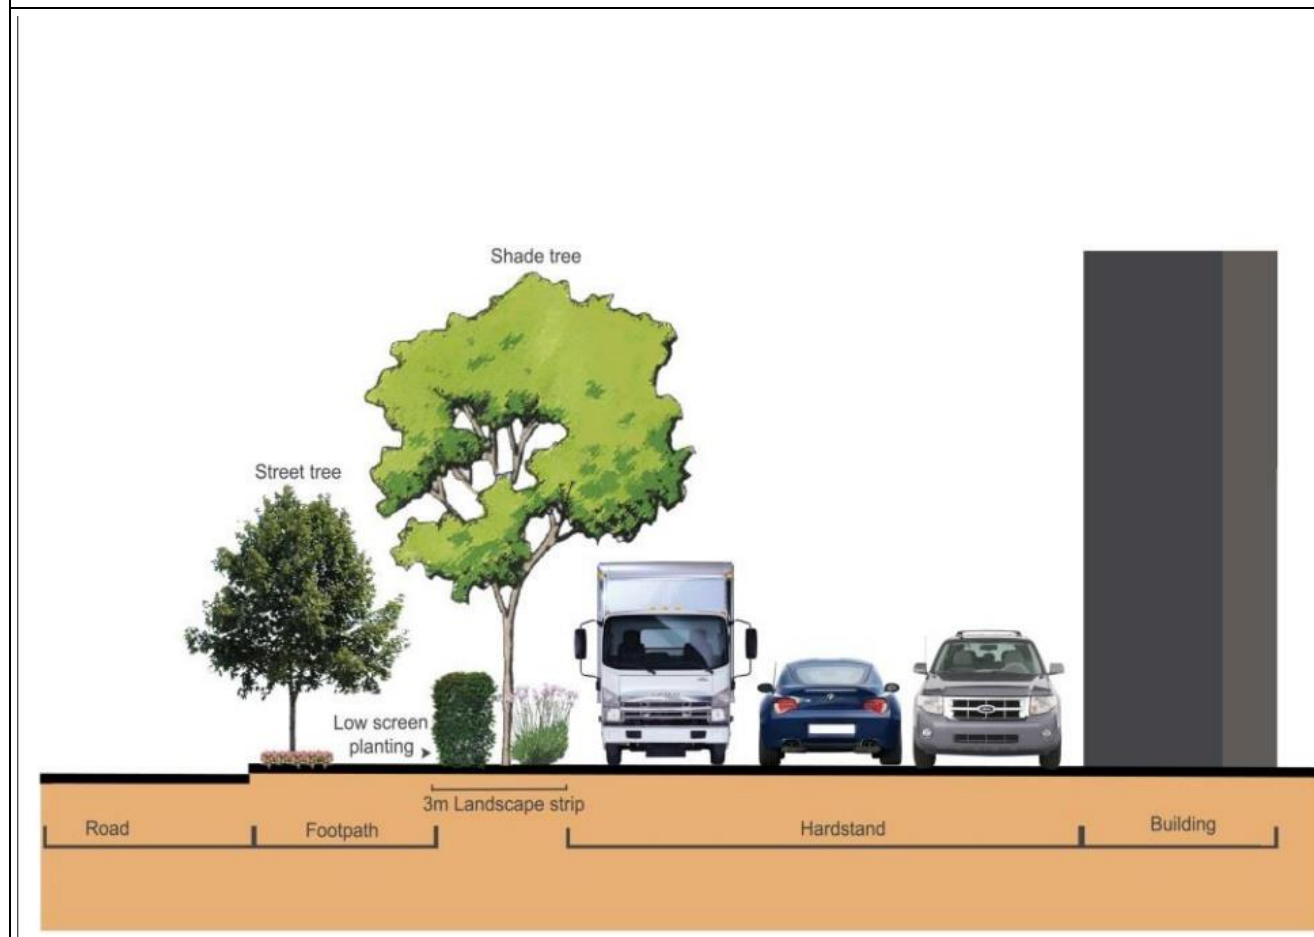 Shade tree
Street tree
Low screen
planting
3m Landscape strip
Road
Footpath
Hardstand
Building